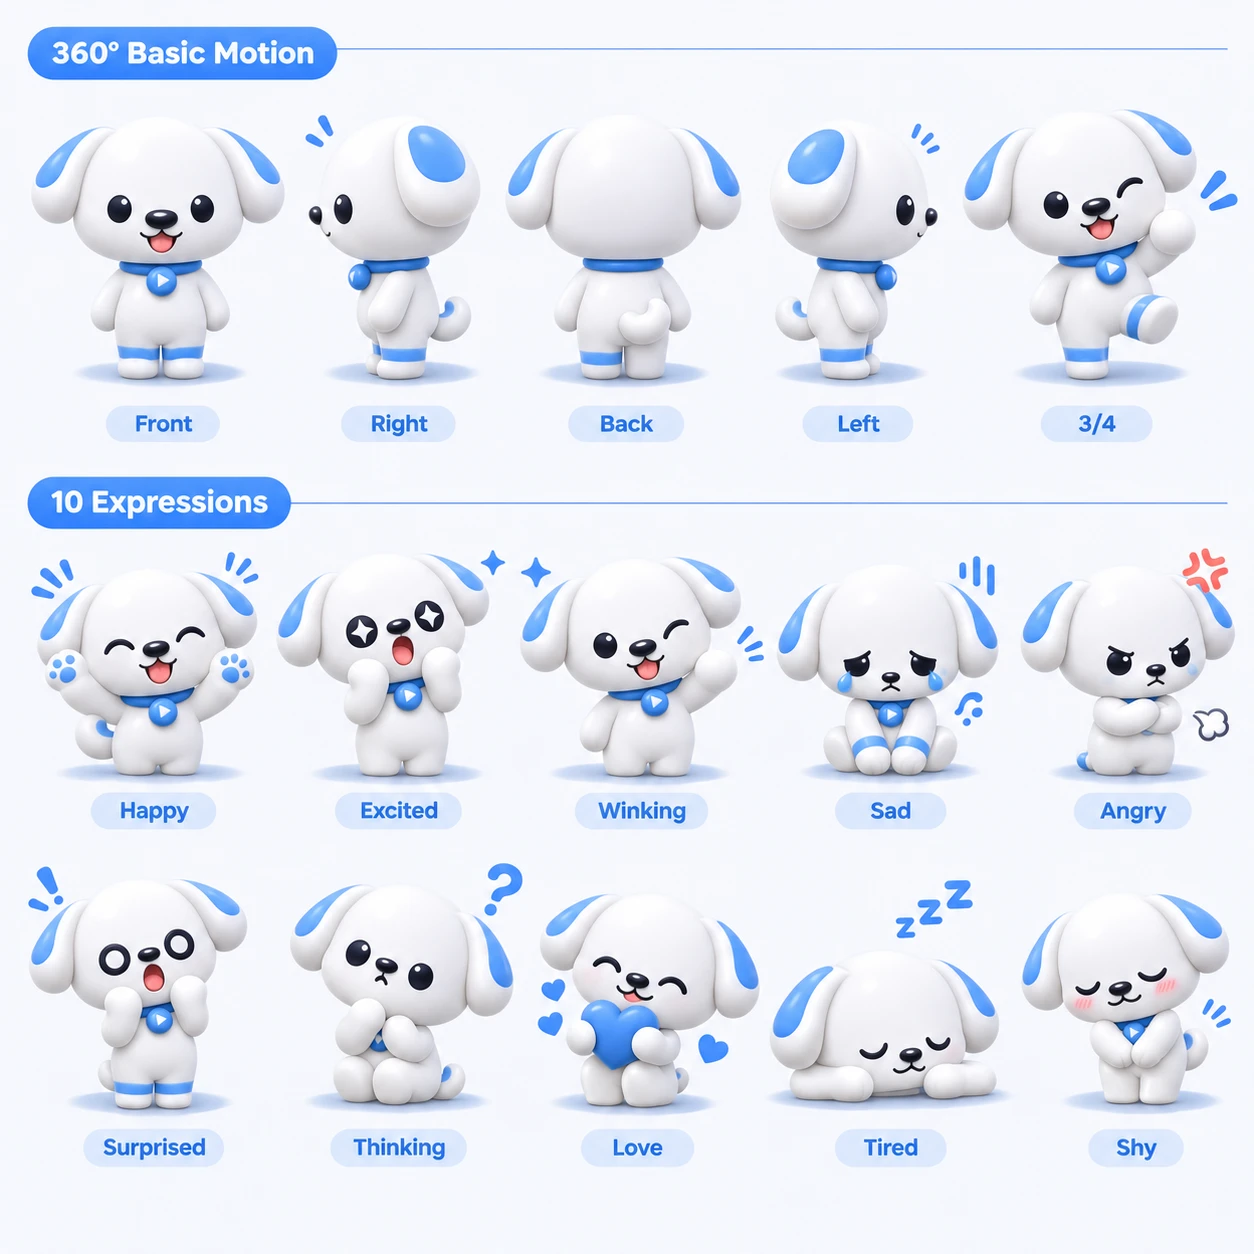 360° Basic Motion
Front
Right
Back
Left
3/4
10 Expressions
Happy
Excited
Winking
Sad
Angry
?
zzz
Surprised
Thinking
Love
Tired
Shy